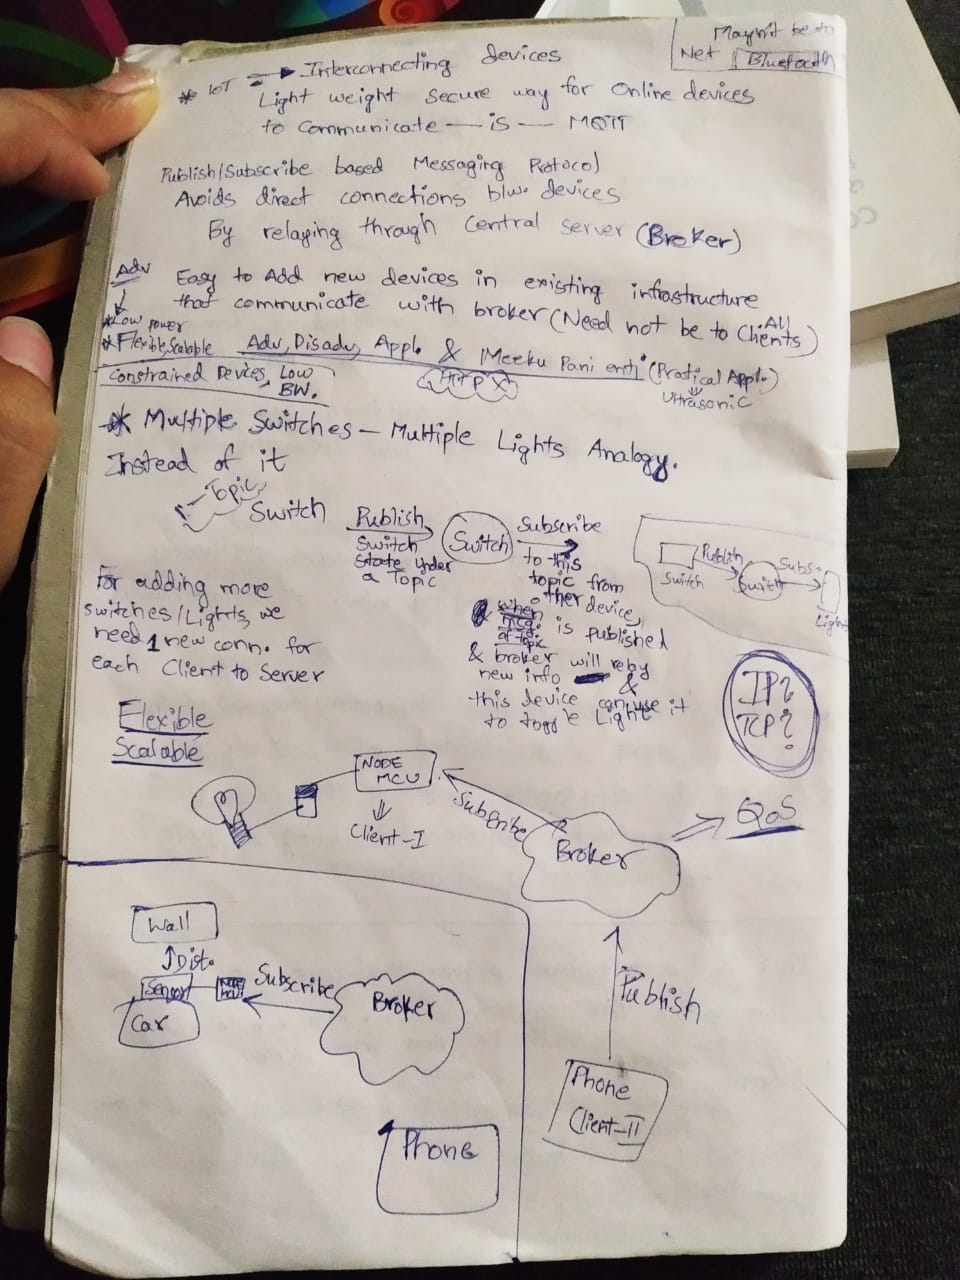 Maynt be to
Net | Bluetooth
* IoT → Interconnecting devices
Light weight secure way for Online devices
to communicate — is — MQTT
Publish/Subscribe based Messaging Protocol
Avoids direct connections b/w. devices
By relaying through Central Server (Broker)
Adv
Easy to Add new devices in existing infrastructure
that communicate with broker (Need not be to All Clients)
* Low power
* Flexible, Scalable
Adv, Disadv, Appl. & Meeku Pani enti (Practical Appl.)
Ultrasonic
Constrained Devices, Low
BW.
HTTP X
* Multiple Switches – Multiple Lights Analogy.
Instead of it
Topic
Switch
Publish
Switch
state under
a Topic
Switch
Subscribe
to this
topic from
other device,
when
msg.
of topic
is published
& broker will
new info &
this device can use it
to toggle Light
Switch
Publish
Switch
Subs.
Light
For adding more
switches/Lights, we
need 1 new conn. for
each Client to Server
Flexible
Scalable
IP?
TCP?
NODE
MCU
Client-I
Subscribe
Broker
QoS
Wall
Dist.
Sensor
Car
Subscribe
Broker
Publish
Phone
Client-II
Phone